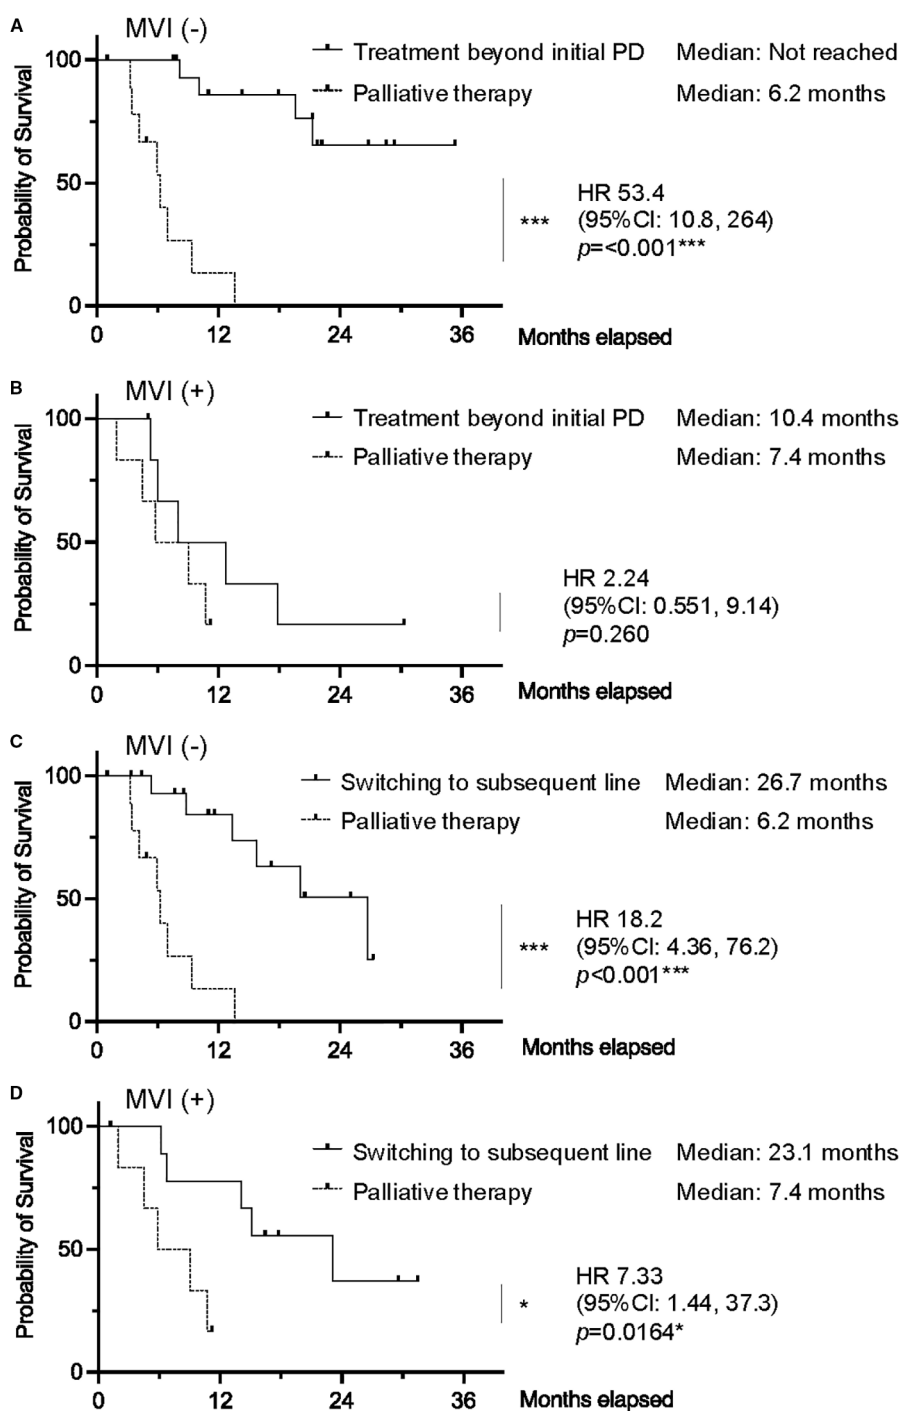 A
MVI (-)
Treatment beyond initial PD Median: Not reached
Palliative therapy Median: 6.2 months
Probability of Survival
100
50
0
*** HR 53.4
(95%CI: 10.8, 264)
p=<0.001***
0 12 24 36 Months elapsed
B
MVI (+)
Treatment beyond initial PD Median: 10.4 months
Palliative therapy Median: 7.4 months
Probability of Survival
100
50
0
HR 2.24
(95%CI: 0.551, 9.14)
p=0.260
0 12 24 36 Months elapsed
C
MVI (-)
Switching to subsequent line Median: 26.7 months
Palliative therapy Median: 6.2 months
Probability of Survival
100
50
0
*** HR 18.2
(95%CI: 4.36, 76.2)
p<0.001***
0 12 24 36 Months elapsed
D
MVI (+)
Switching to subsequent line Median: 23.1 months
Palliative therapy Median: 7.4 months
Probability of Survival
100
50
0
* HR 7.33
(95%CI: 1.44, 37.3)
p=0.0164*
0 12 24 36 Months elapsed